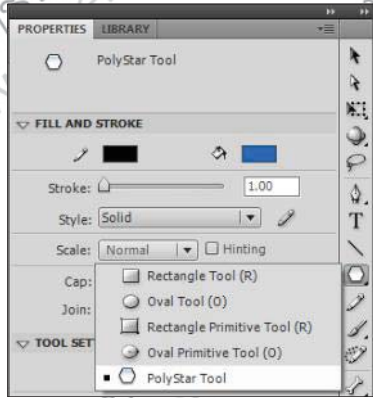 PROPERTIES LIBRARY
PolyStar Tool
FILL AND STROKE
Stroke: 1.00
Style: Solid
Scale: Normal Hinting
Cap:
Join:
Rectangle Tool (R)
Oval Tool (O)
Rectangle Primitive Tool (R)
Oval Primitive Tool (O)
PolyStar Tool
TOOL SET
T